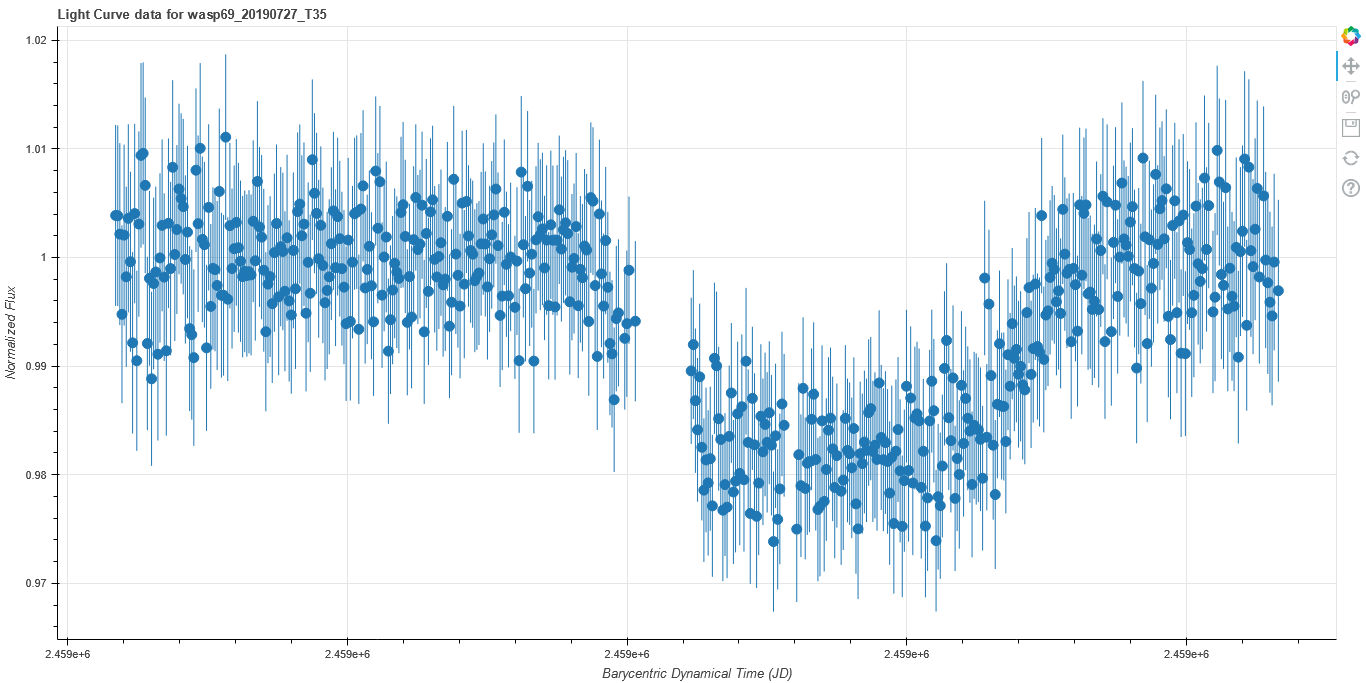 Light Curve data for wasp69_20190727_T35
1.02
1.01
1
0.99
0.98
0.97
Normalized Flux
2.459e+6 2.459e+6 2.459e+6 2.459e+6 2.459e+6
Barycentric Dynamical Time (JD)